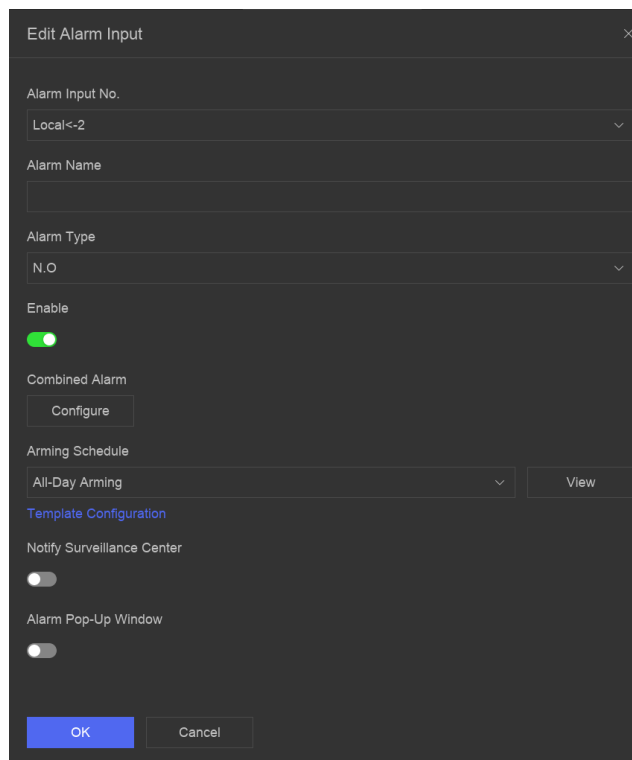 Edit Alarm Input
Alarm Input No.
Local<-2
Alarm Name
Alarm Type
N.O
Enable
Combined Alarm
Configure
Arming Schedule
All-Day Arming View
Template Configuration
Notify Surveillance Center
Alarm Pop-Up Window
OK Cancel